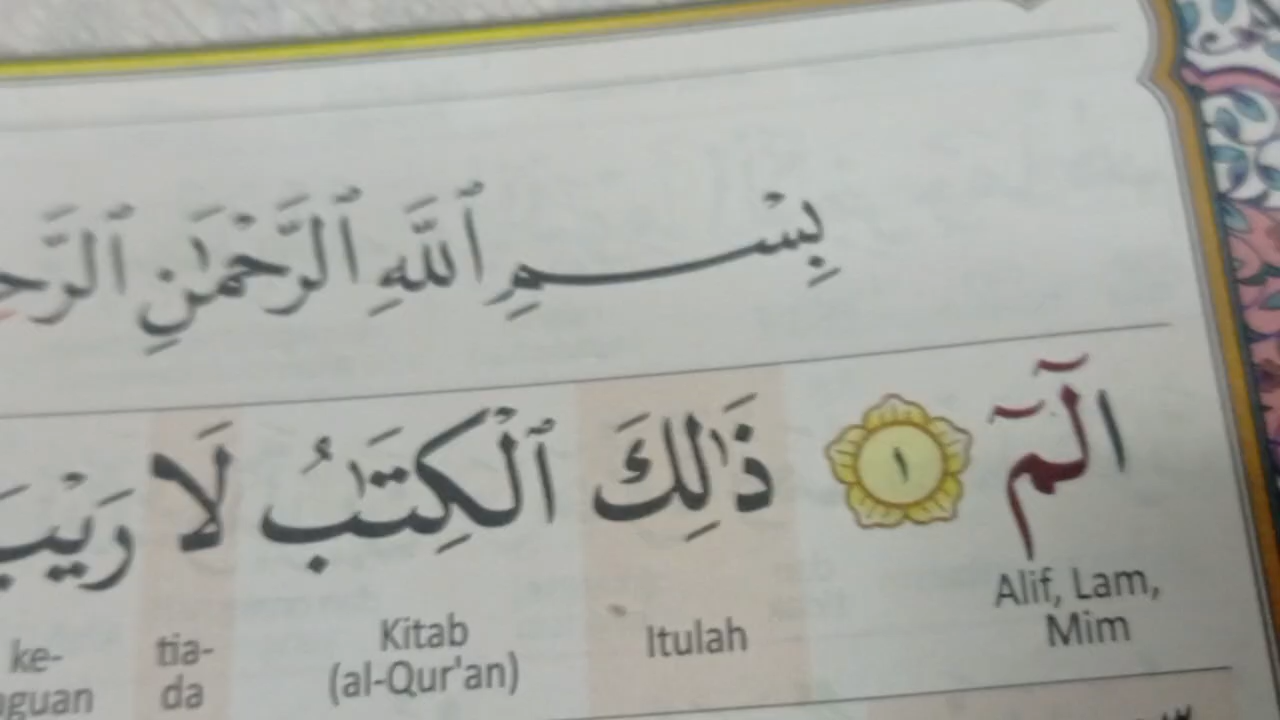 بِسْمِ ٱللَّهِ ٱلرَّحْمَٰنِ
الٓمٓ ١ ذَٰلِكَ ٱلْكِتَٰبُ لَا رَيْبَ
Alif, Lam, Itulah Kitab tia- ke-
Mim (al-Qur'an) da